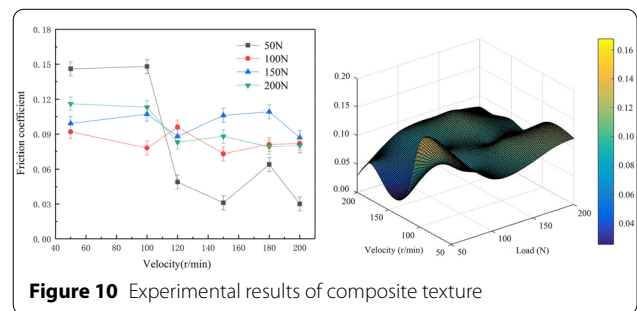 0.18
0.15
0.12
0.09
0.06
0.03
0.00
Friction coefficient
40 60 80 100 120 140 160 180 200
Velocity(r/min)
50N
100N
150N
200N
0.20
0.15
0.10
0.05
0.00
200
150
100
50
Velocity (r/min)
50
100
150
200
Load (N)
0.16
0.14
0.12
0.10
0.08
0.06
0.04
Figure 10 Experimental results of composite texture